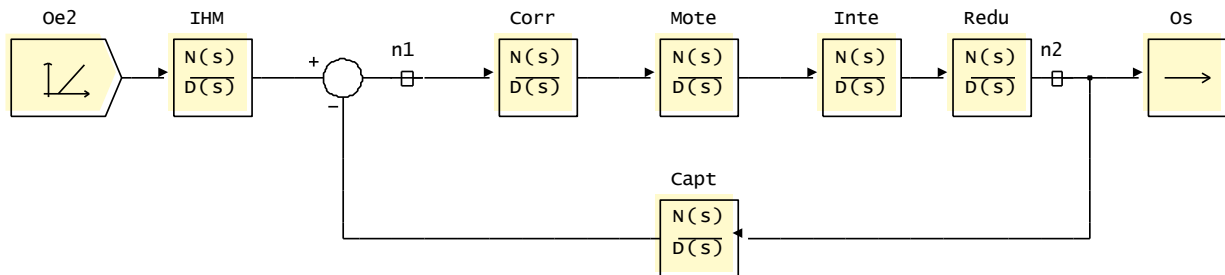 Oe2 IHM Corr Mote Inte Redu Os
n1 n2
+
N(s) N(s) N(s) N(s) N(s)
D(s) D(s) D(s) D(s) D(s)
−
Capt
N(s)
D(s)